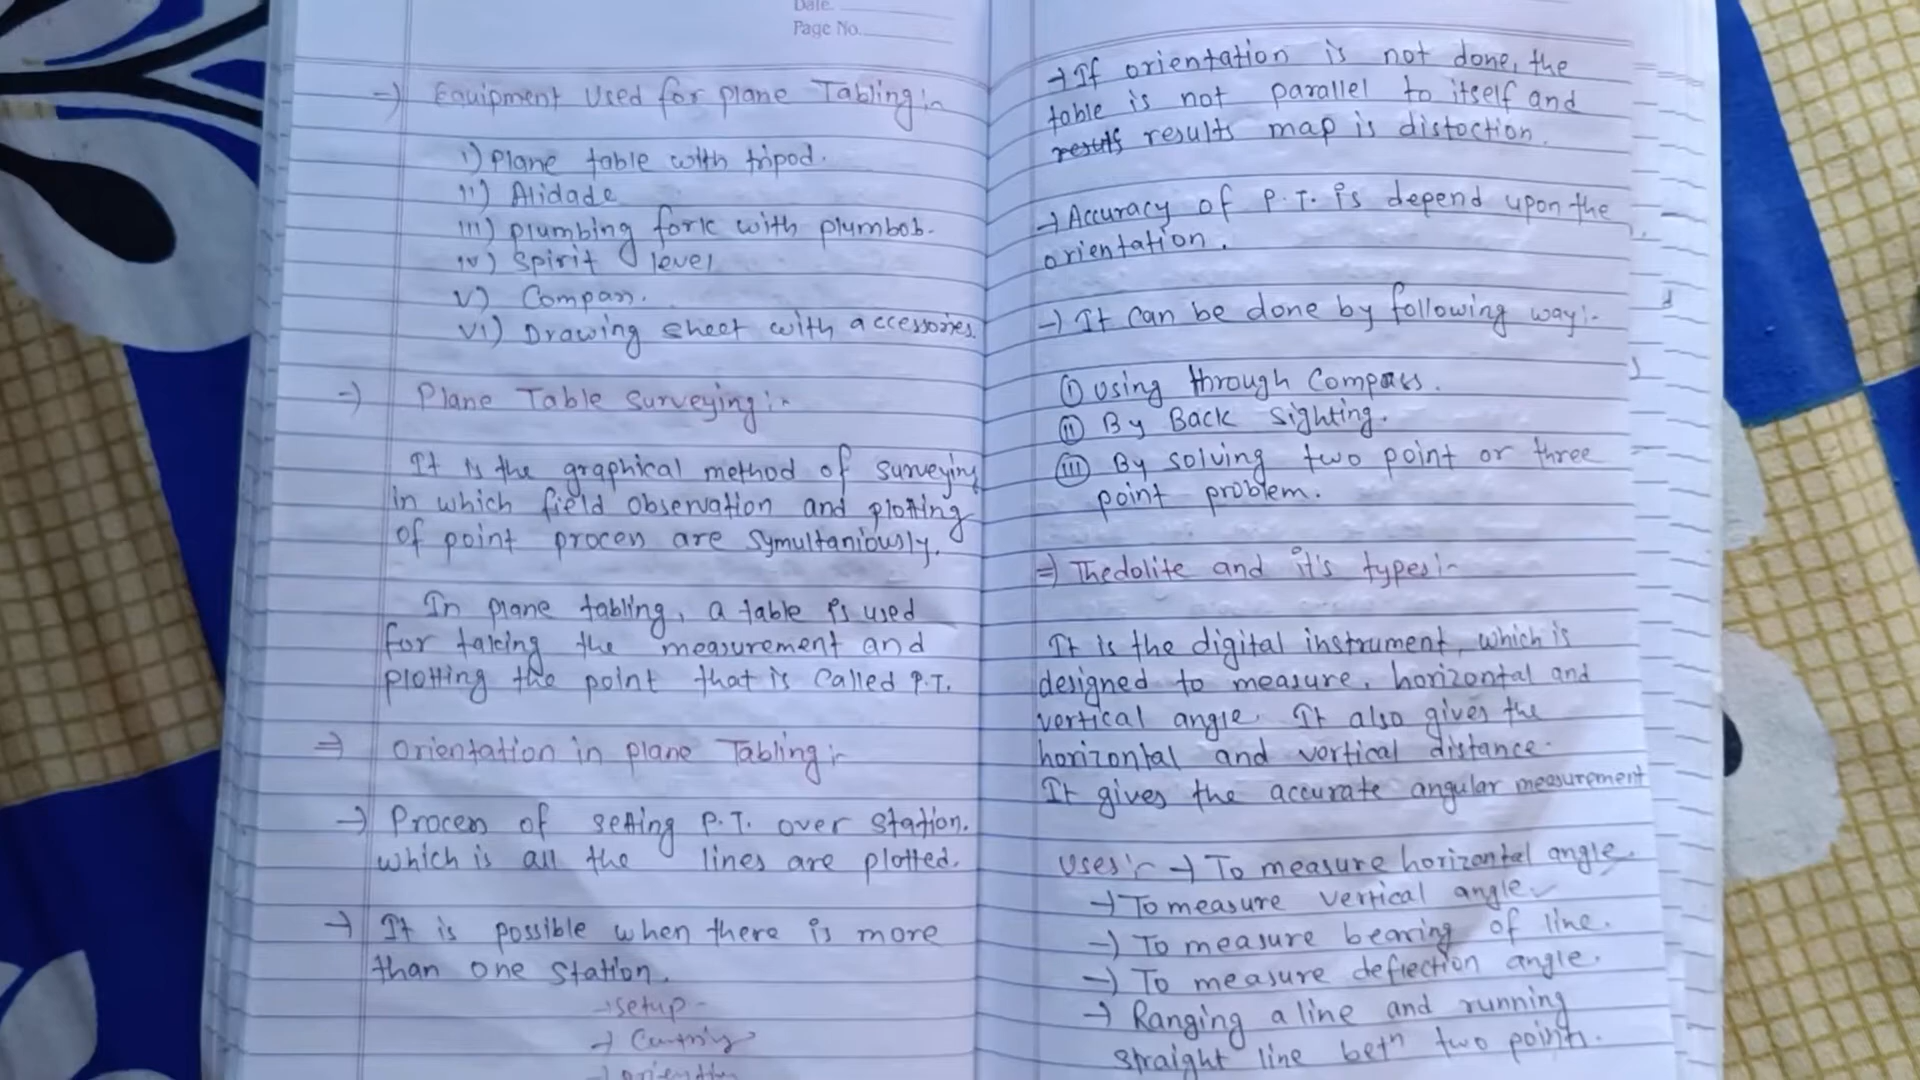 Date
Page No.
→ Equipment Used for plane Tabling:-
i) plane table with tripod.
ii) Alidade
iii) plumbing fork with plumbob.
iv) Spirit level
v) Compass.
vi) Drawing sheet with accessories.
→ Plane Table Surveying:-
It is the graphical method of surveying
in which field observation and plotting
of point process are symultaniously.
In plane tabling, a table is used
for taking the measurement and
plotting the point that is called P.T.
⇒ Orientation in plane Tabling:-
→ Process of setting P.T. over station.
which is all the lines are plotted.
→ It is possible when there is more
than one station.
→ setup -
→
→
→ If orientation is not done, the
table is not parallel to itself and
results results map is distoction.
→ Accuracy of P.T. is depend upon the
orientation.
→ It can be done by following way:-
(i) Using through Compass.
(ii) By Back Sighting.
(iii) By solving two point or three
point problem.
⇒ Thedolite and it's types:-
It is the digital instrument, which is
designed to measure, horizontal and
vertical angle. It also gives the
horizontal and vertical distance.
It gives the accurate angular measurement
Uses:- → To measure horizontal angle.
→ To measure vertical angle
→ To measure bearing of line.
→ To measure deflection angle.
→ Ranging a line and running
straight line betn two points.